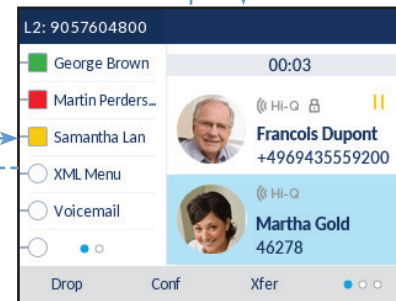 L2: 9057604800
George Brown
Martin Perders...
Samantha Lan
XML Menu
Voicemail
00:03
Hi-Q
Francois Dupont
+4969435559200
Hi-Q
Martha Gold
46278
Drop Conf Xfer